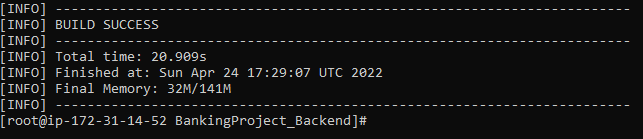 [INFO] ------------------------------------------------------------------------
[INFO] BUILD SUCCESS
[INFO] ------------------------------------------------------------------------
[INFO] Total time: 20.909s
[INFO] Finished at: Sun Apr 24 17:29:07 UTC 2022
[INFO] Final Memory: 32M/141M
[INFO] ------------------------------------------------------------------------
[root@ip-172-31-14-52 BankingProject_Backend]#